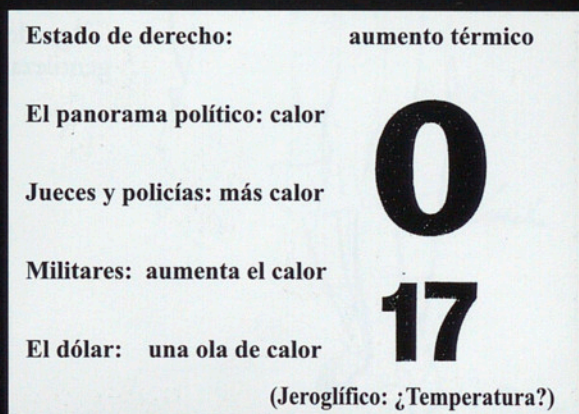 Estado de derecho: aumento térmico
El panorama político: calor
0
Jueces y policías: más calor
Militares: aumenta el calor
17
El dólar: una ola de calor
(Jeroglífico: ¿Temperatura?)